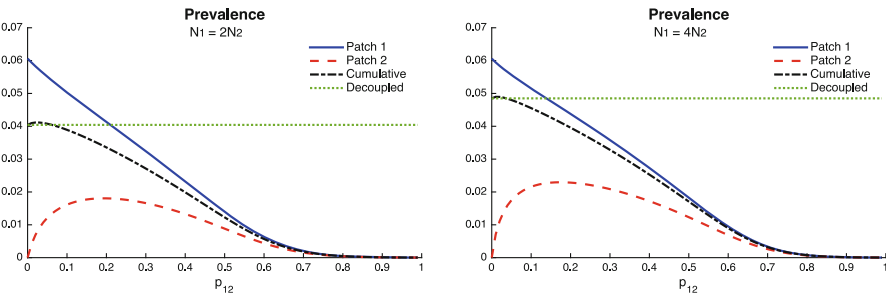 Prevalence
N1 = 2N2
0.07
0.06
0.05
0.04
0.03
0.02
0.01
0
Patch 1
Patch 2
Cumulative
Decoupled
0 0.1 0.2 0.3 0.4 0.5 0.6 0.7 0.8 0.9 1
p12
Prevalence
N1 = 4N2
0.07
0.06
0.05
0.04
0.03
0.02
0.01
0
Patch 1
Patch 2
Cumulative
Decoupled
0 0.1 0.2 0.3 0.4 0.5 0.6 0.7 0.8 0.9 1
p12